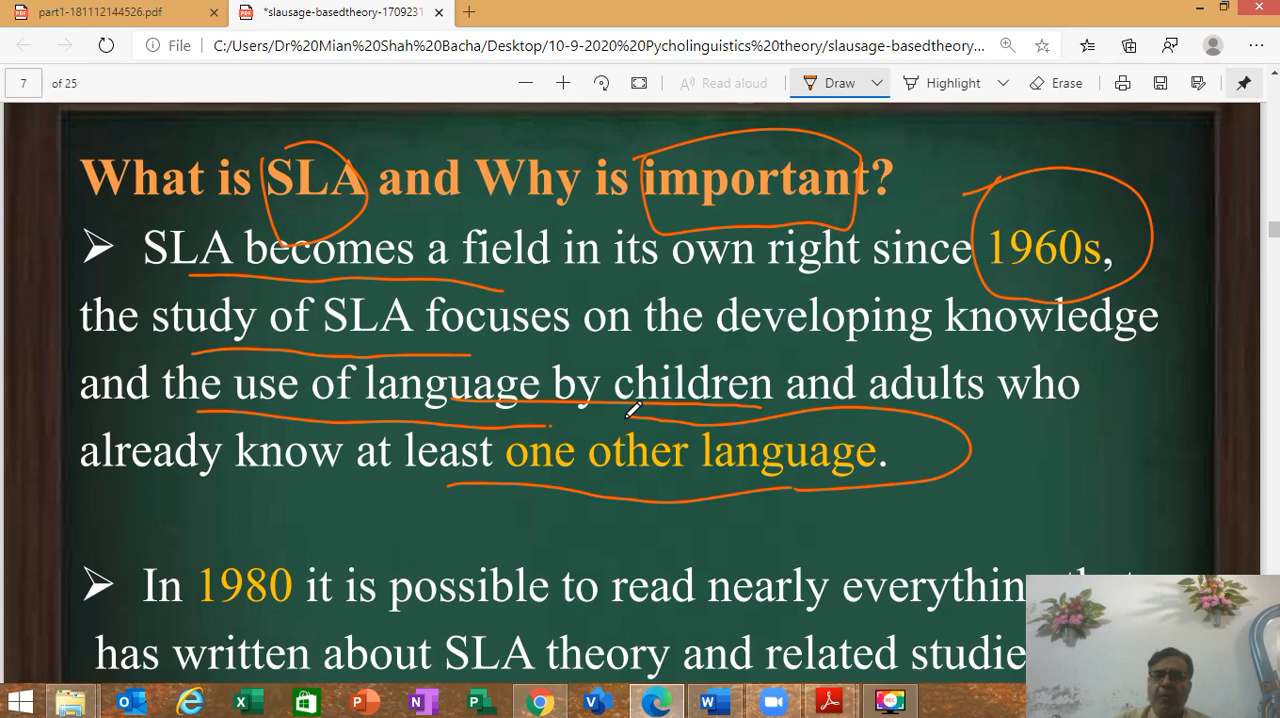 part1-181112144526.pdf
*slausage-basedtheory-1709231
File
C:/Users/Dr%20Mian%20Shah%20Bacha/Desktop/10-9-2020%20Pycholinguistics%20theory/slausage-basedtheory...
7 of 25
Read aloud
Draw
Highlight
Erase
What is SLA and Why is important?
➢ SLA becomes a field in its own right since 1960s,
the study of SLA focuses on the developing knowledge
and the use of language by children and adults who
already know at least one other language.
➢ In 1980 it is possible to read nearly everything
has written about SLA theory and related studie